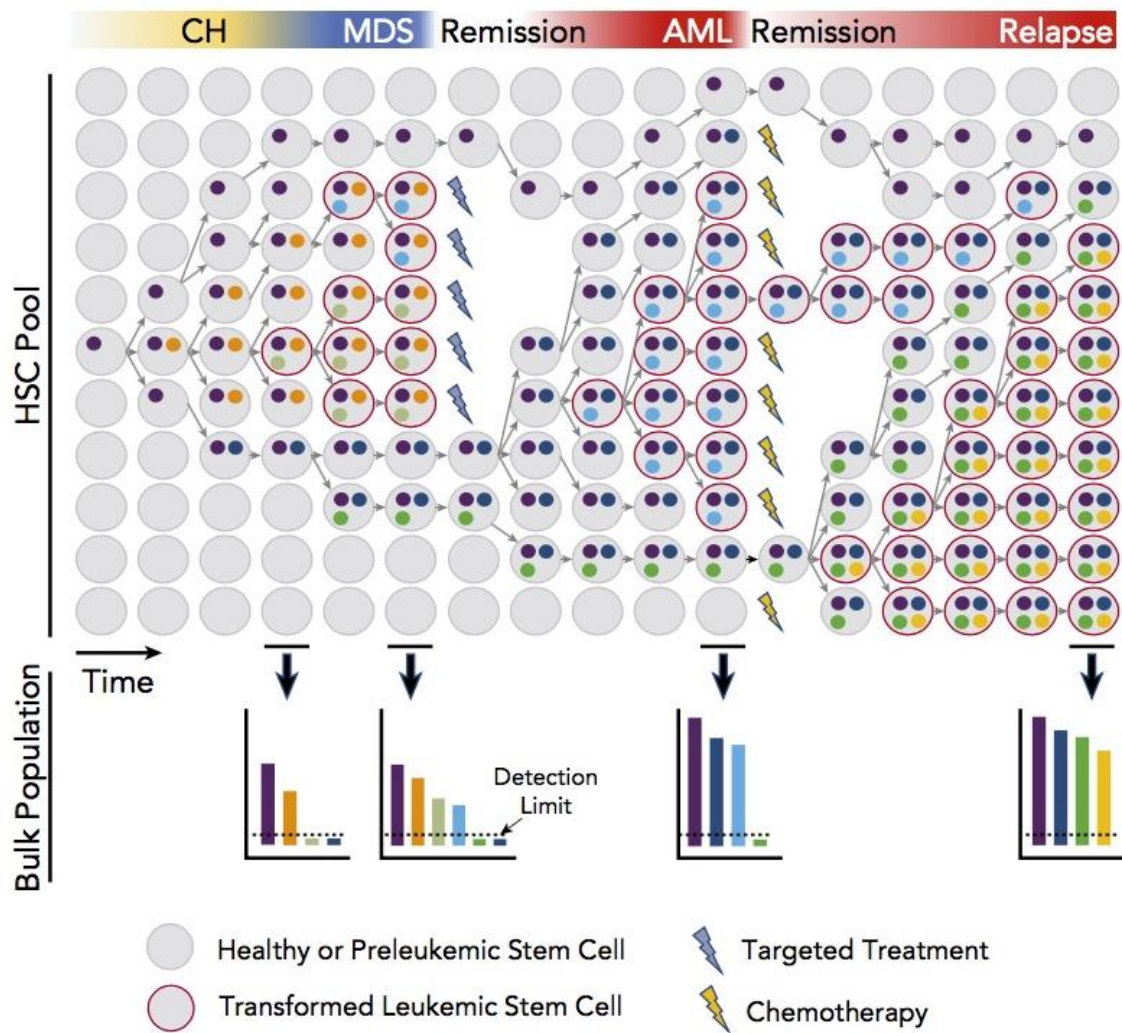 CH MDS Remission AML Remission Relapse
HSC Pool
Time
Bulk Population
Detection
Limit
Healthy or Preleukemic Stem Cell
Targeted Treatment
Transformed Leukemic Stem Cell
Chemotherapy